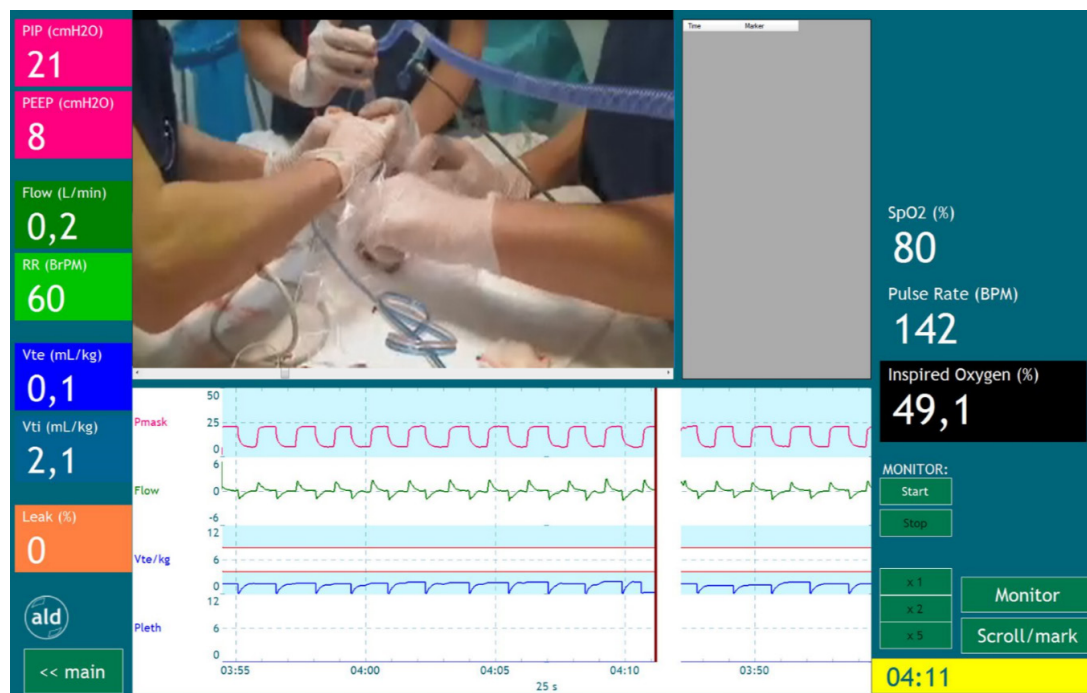 PIP (cmH2O)
21
PEEP (cmH2O)
8
Flow (L/min)
0,2
RR (BrPM)
60
Vte (mL/kg)
0,1
Vti (mL/kg)
2,1
Leak (%)
0
ald
<< main
Time Marker
50
Pmask
25
0
6
Flow
0
-6
12
Vte/kg
6
0
12
Pleth
6
0
03:55 04:00 04:05 04:10 03:50
25 s
SpO2 (%)
80
Pulse Rate (BPM)
142
Inspired Oxygen (%)
49,1
MONITOR:
Start
Stop
x 1
x 2
x 5
Monitor
Scroll/mark
04:11